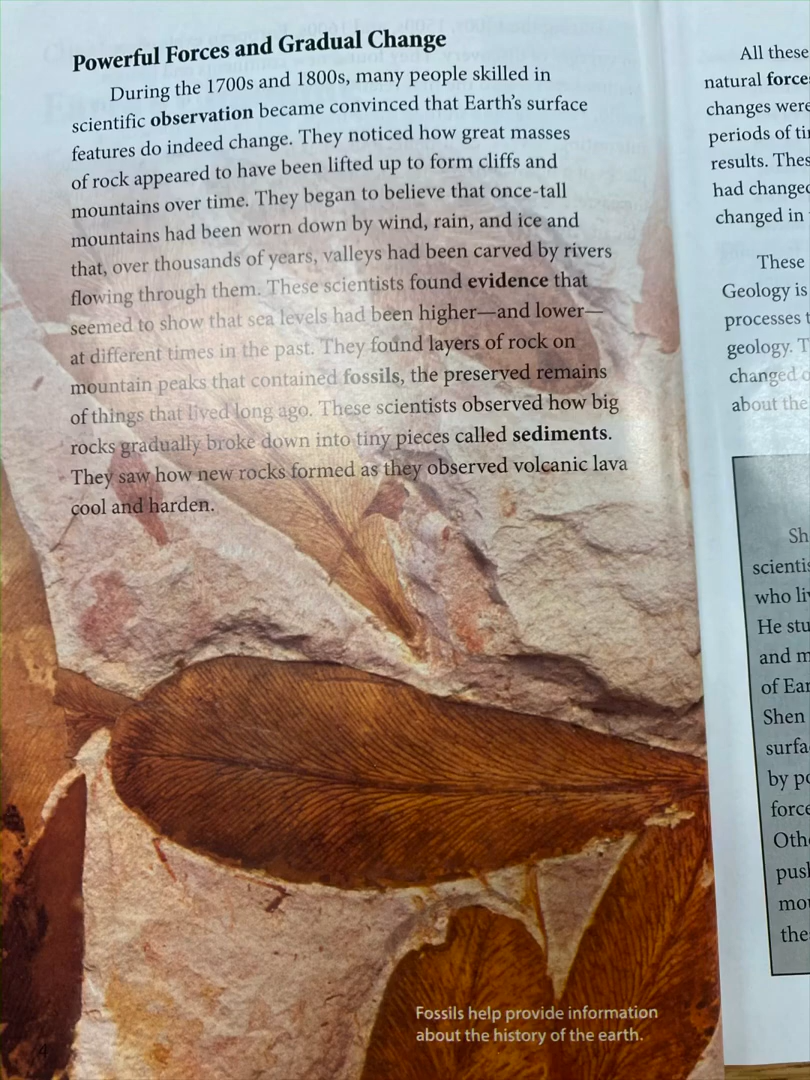 Powerful Forces and Gradual Change
During the 1700s and 1800s, many people skilled in
scientific observation became convinced that Earth's surface
features do indeed change. They noticed how great masses
of rock appeared to have been lifted up to form cliffs and
mountains over time. They began to believe that once-tall
mountains had been worn down by wind, rain, and ice and
that, over thousands of years, valleys had been carved by rivers
flowing through them. These scientists found evidence that
seemed to show that sea levels had been higher—and lower—
at different times in the past. They found layers of rock on
mountain peaks that contained fossils, the preserved remains
of things that lived long ago. These scientists observed how big
rocks gradually broke down into tiny pieces called sediments.
They saw how new rocks formed as they observed volcanic lava
cool and harden.
Fossils help provide information
about the history of the earth.
4
All these
natural
changes were
periods of
results.
had
changed in
These
Geology is
processes
geology.
changed
about the
who
He
and
of
Shen
by
the